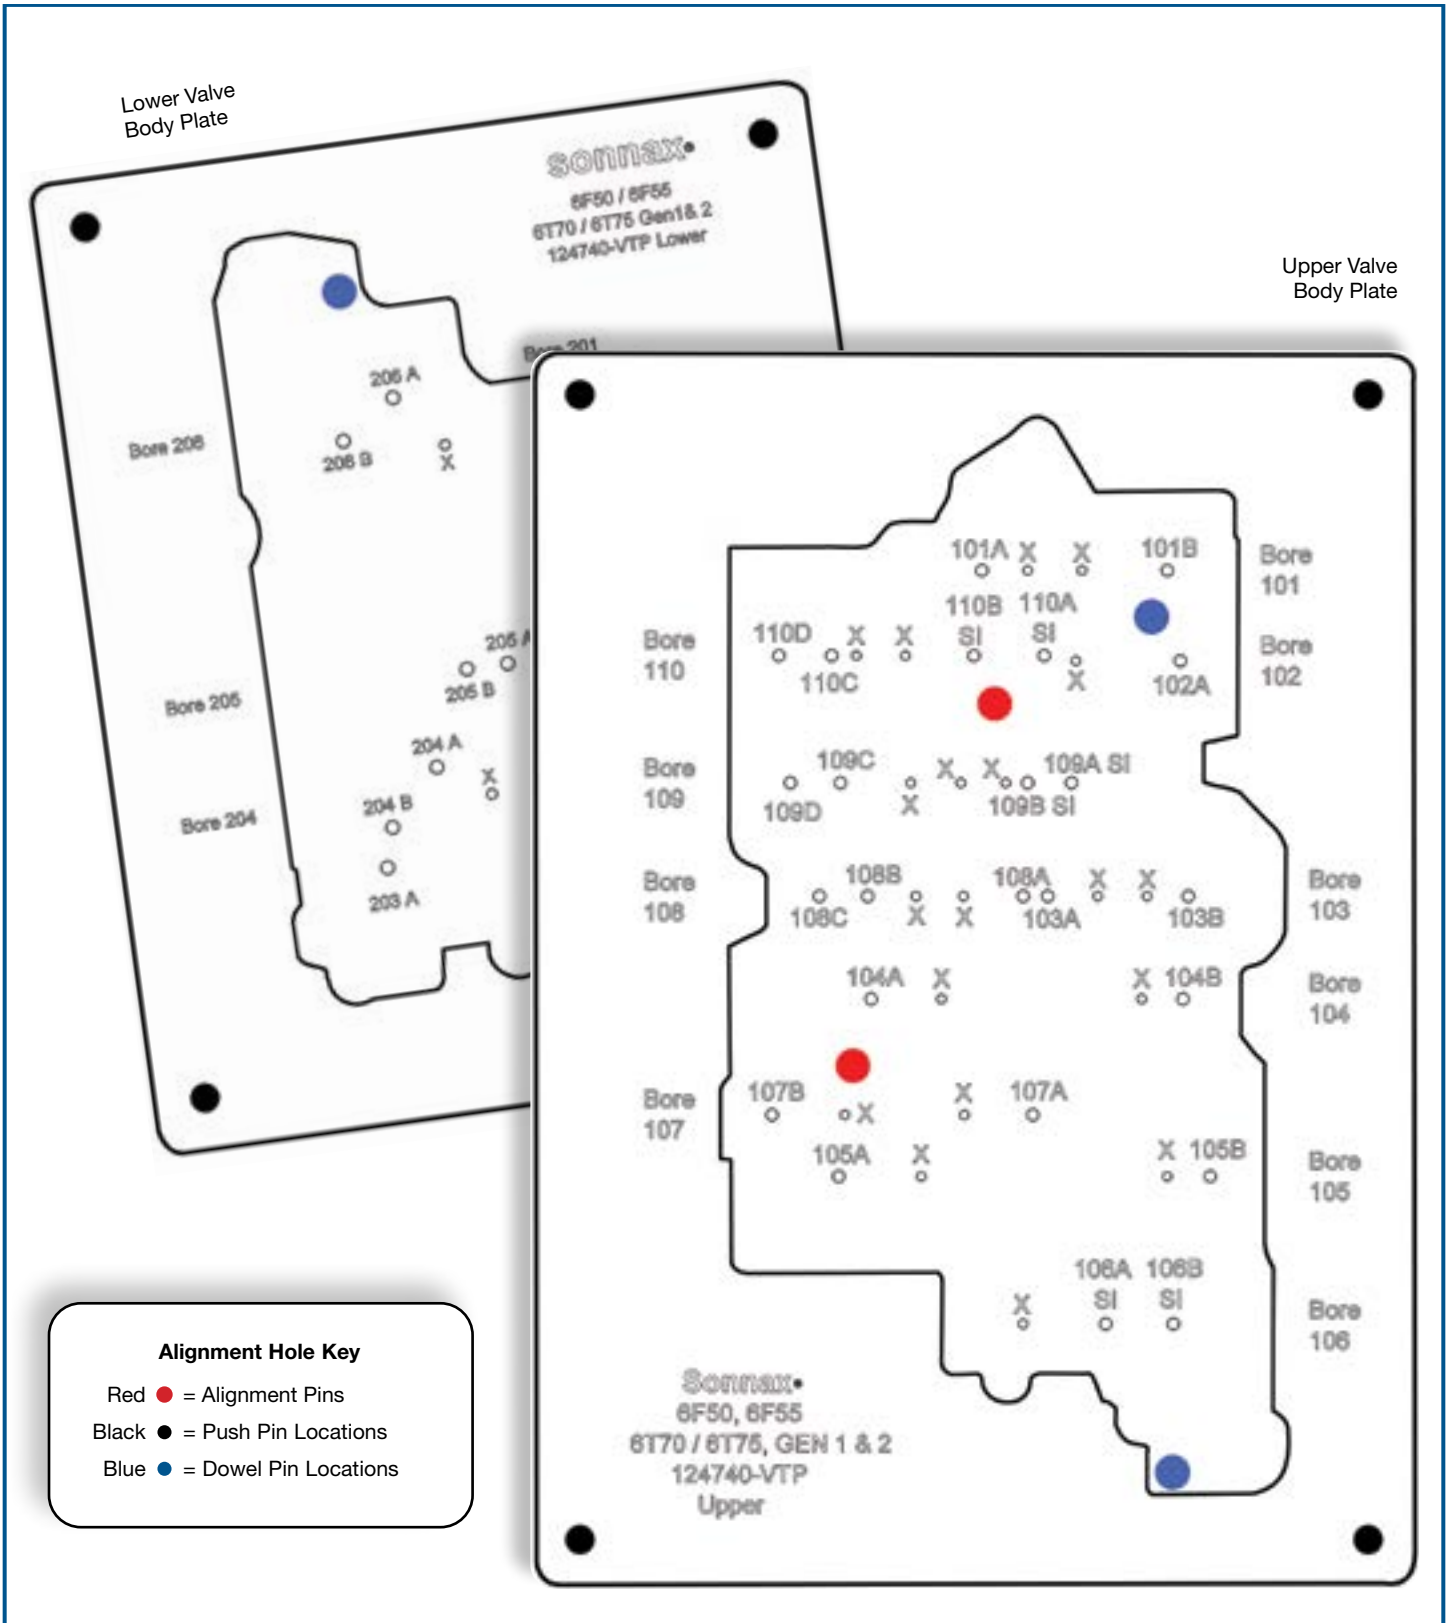 Lower Valve
Body Plate
sonnax
6F50 / 6F55
6T70 / 6T75 Gen1& 2
124740-VTP Lower
Upper Valve
Body Plate
Bore 201
206 A
Bore 206
206 B
X
205 A
205 B
Bore 205
204 A
X
204 B
Bore 204
203 A
101A X X 101B
Bore
101
110B 110A
SI SI
110D X X
Bore
110
110C
X
102A
Bore
102
109C X X 109A SI
Bore
109
109D X 109B SI
108B 108A X X
Bore
108
108C X X 103A 103B
Bore
103
104A X X 104B
Bore
104
107B X X 107A
Bore
107
105A X X 105B
Bore
105
106A 106B
X SI SI
Bore
106
Sonnax
6F50, 6F55
6T70 / 6T75, GEN 1 & 2
124740-VTP
Upper
Alignment Hole Key
Red = Alignment Pins
Black = Push Pin Locations
Blue = Dowel Pin Locations